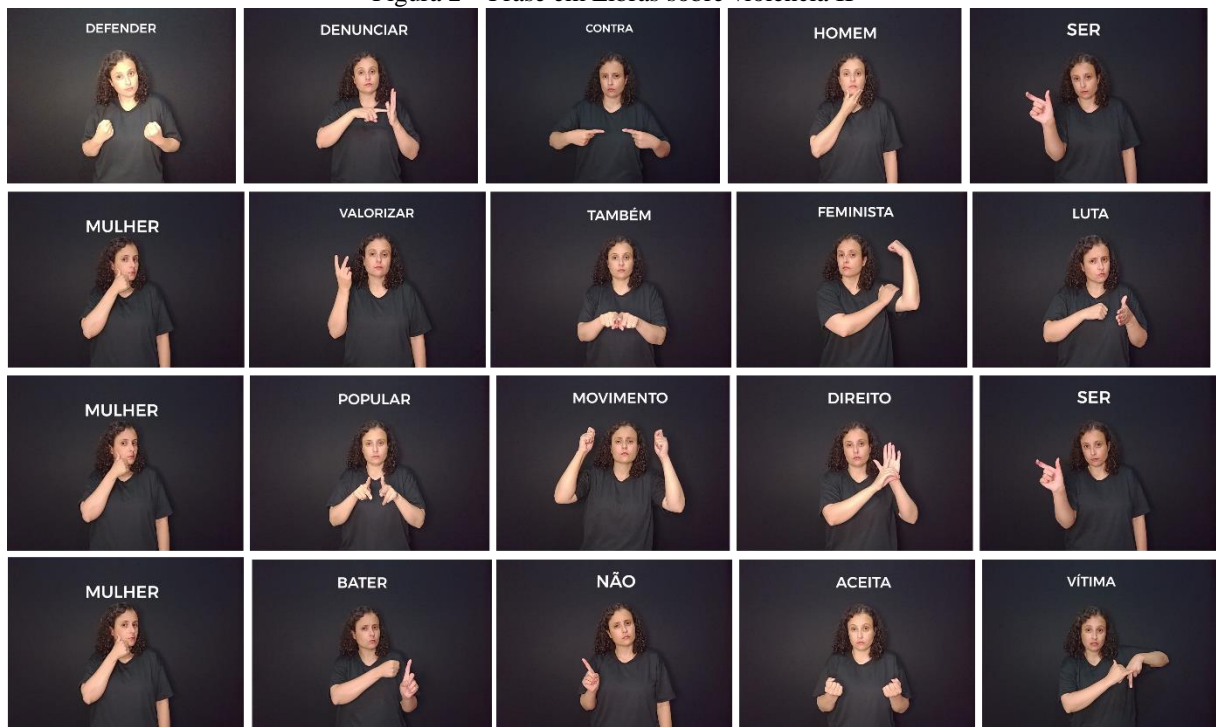 DEFENDER
DENUNCIAR
CONTRA
HOMEM
SER
MULHER
VALORIZAR
TAMBÉM
FEMINISTA
LUTA
MULHER
POPULAR
MOVIMENTO
DIREITO
SER
MULHER
BATER
NÃO
ACEITA
VÍTIMA